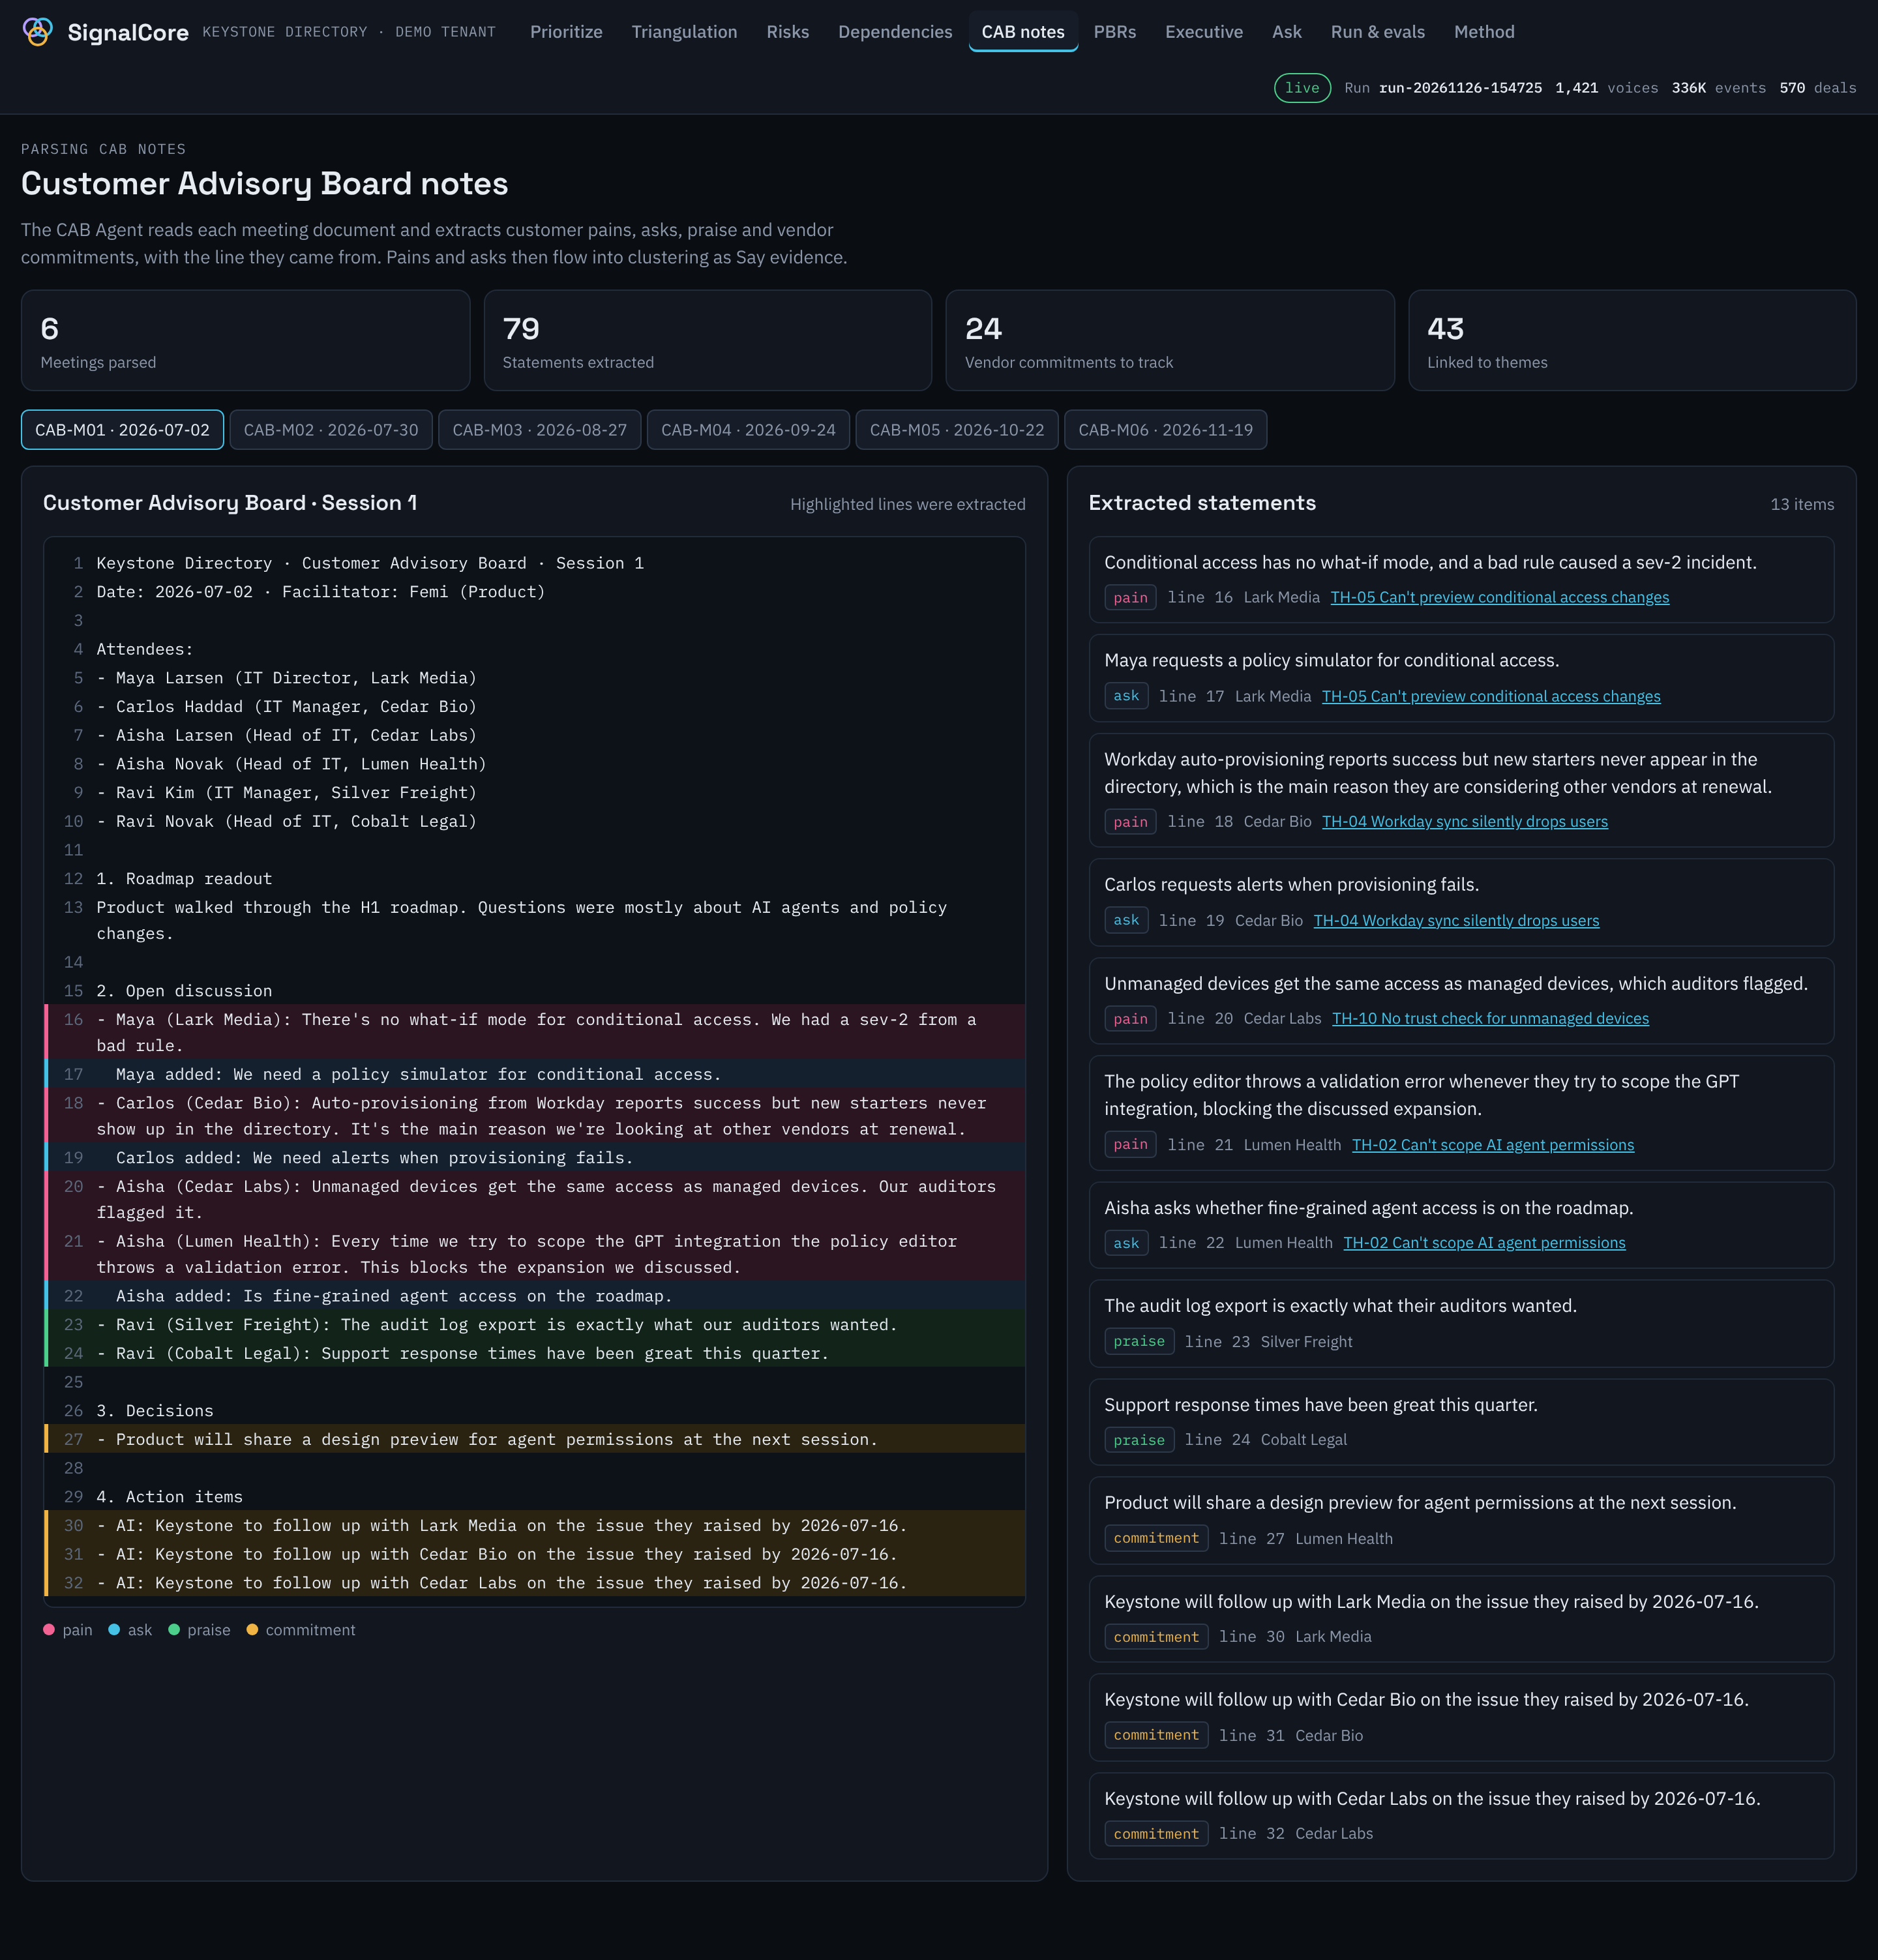 SignalCore KEYSTONE DIRECTORY · DEMO TENANT Prioritize Triangulation Risks Dependencies CAB notes PBRs Executive Ask Run & evals Method
live Run run-20261126-154725 1,421 voices 336K events 570 deals
PARSING CAB NOTES
Customer Advisory Board notes
The CAB Agent reads each meeting document and extracts customer pains, asks, praise and vendor
commitments, with the line they came from. Pains and asks then flow into clustering as Say evidence.
6
Meetings parsed
79
Statements extracted
24
Vendor commitments to track
43
Linked to themes
CAB-M01 · 2026-07-02 CAB-M02 · 2026-07-30 CAB-M03 · 2026-08-27 CAB-M04 · 2026-09-24 CAB-M05 · 2026-10-22 CAB-M06 · 2026-11-19
Customer Advisory Board · Session 1 Highlighted lines were extracted
1 Keystone Directory · Customer Advisory Board · Session 1
2 Date: 2026-07-02 · Facilitator: Femi (Product)
3
4 Attendees:
5 - Maya Larsen (IT Director, Lark Media)
6 - Carlos Haddad (IT Manager, Cedar Bio)
7 - Aisha Larsen (Head of IT, Cedar Labs)
8 - Aisha Novak (Head of IT, Lumen Health)
9 - Ravi Kim (IT Manager, Silver Freight)
10 - Ravi Novak (Head of IT, Cobalt Legal)
11
12 1. Roadmap readout
13 Product walked through the H1 roadmap. Questions were mostly about AI agents and policy
changes.
14
15 2. Open discussion
16 - Maya (Lark Media): There's no what-if mode for conditional access. We had a sev-2 from a
bad rule.
17 Maya added: We need a policy simulator for conditional access.
18 - Carlos (Cedar Bio): Auto-provisioning from Workday reports success but new starters never
show up in the directory. It's the main reason we're looking at other vendors at renewal.
19 Carlos added: We need alerts when provisioning fails.
20 - Aisha (Cedar Labs): Unmanaged devices get the same access as managed devices. Our auditors
flagged it.
21 - Aisha (Lumen Health): Every time we try to scope the GPT integration the policy editor
throws a validation error. This blocks the expansion we discussed.
22 Aisha added: Is fine-grained agent access on the roadmap.
23 - Ravi (Silver Freight): The audit log export is exactly what our auditors wanted.
24 - Ravi (Cobalt Legal): Support response times have been great this quarter.
25
26 3. Decisions
27 - Product will share a design preview for agent permissions at the next session.
28
29 4. Action items
30 - AI: Keystone to follow up with Lark Media on the issue they raised by 2026-07-16.
31 - AI: Keystone to follow up with Cedar Bio on the issue they raised by 2026-07-16.
32 - AI: Keystone to follow up with Cedar Labs on the issue they raised by 2026-07-16.
pain ask praise commitment
Extracted statements 13 items
Conditional access has no what-if mode, and a bad rule caused a sev-2 incident.
pain line 16 Lark Media TH-05 Can't preview conditional access changes
Maya requests a policy simulator for conditional access.
ask line 17 Lark Media TH-05 Can't preview conditional access changes
Workday auto-provisioning reports success but new starters never appear in the
directory, which is the main reason they are considering other vendors at renewal.
pain line 18 Cedar Bio TH-04 Workday sync silently drops users
Carlos requests alerts when provisioning fails.
ask line 19 Cedar Bio TH-04 Workday sync silently drops users
Unmanaged devices get the same access as managed devices, which auditors flagged.
pain line 20 Cedar Labs TH-10 No trust check for unmanaged devices
The policy editor throws a validation error whenever they try to scope the GPT
integration, blocking the discussed expansion.
pain line 21 Lumen Health TH-02 Can't scope AI agent permissions
Aisha asks whether fine-grained agent access is on the roadmap.
ask line 22 Lumen Health TH-02 Can't scope AI agent permissions
The audit log export is exactly what their auditors wanted.
praise line 23 Silver Freight
Support response times have been great this quarter.
praise line 24 Cobalt Legal
Product will share a design preview for agent permissions at the next session.
commitment line 27 Lumen Health
Keystone will follow up with Lark Media on the issue they raised by 2026-07-16.
commitment line 30 Lark Media
Keystone will follow up with Cedar Bio on the issue they raised by 2026-07-16.
commitment line 31 Cedar Bio
Keystone will follow up with Cedar Labs on the issue they raised by 2026-07-16.
commitment line 32 Cedar Labs